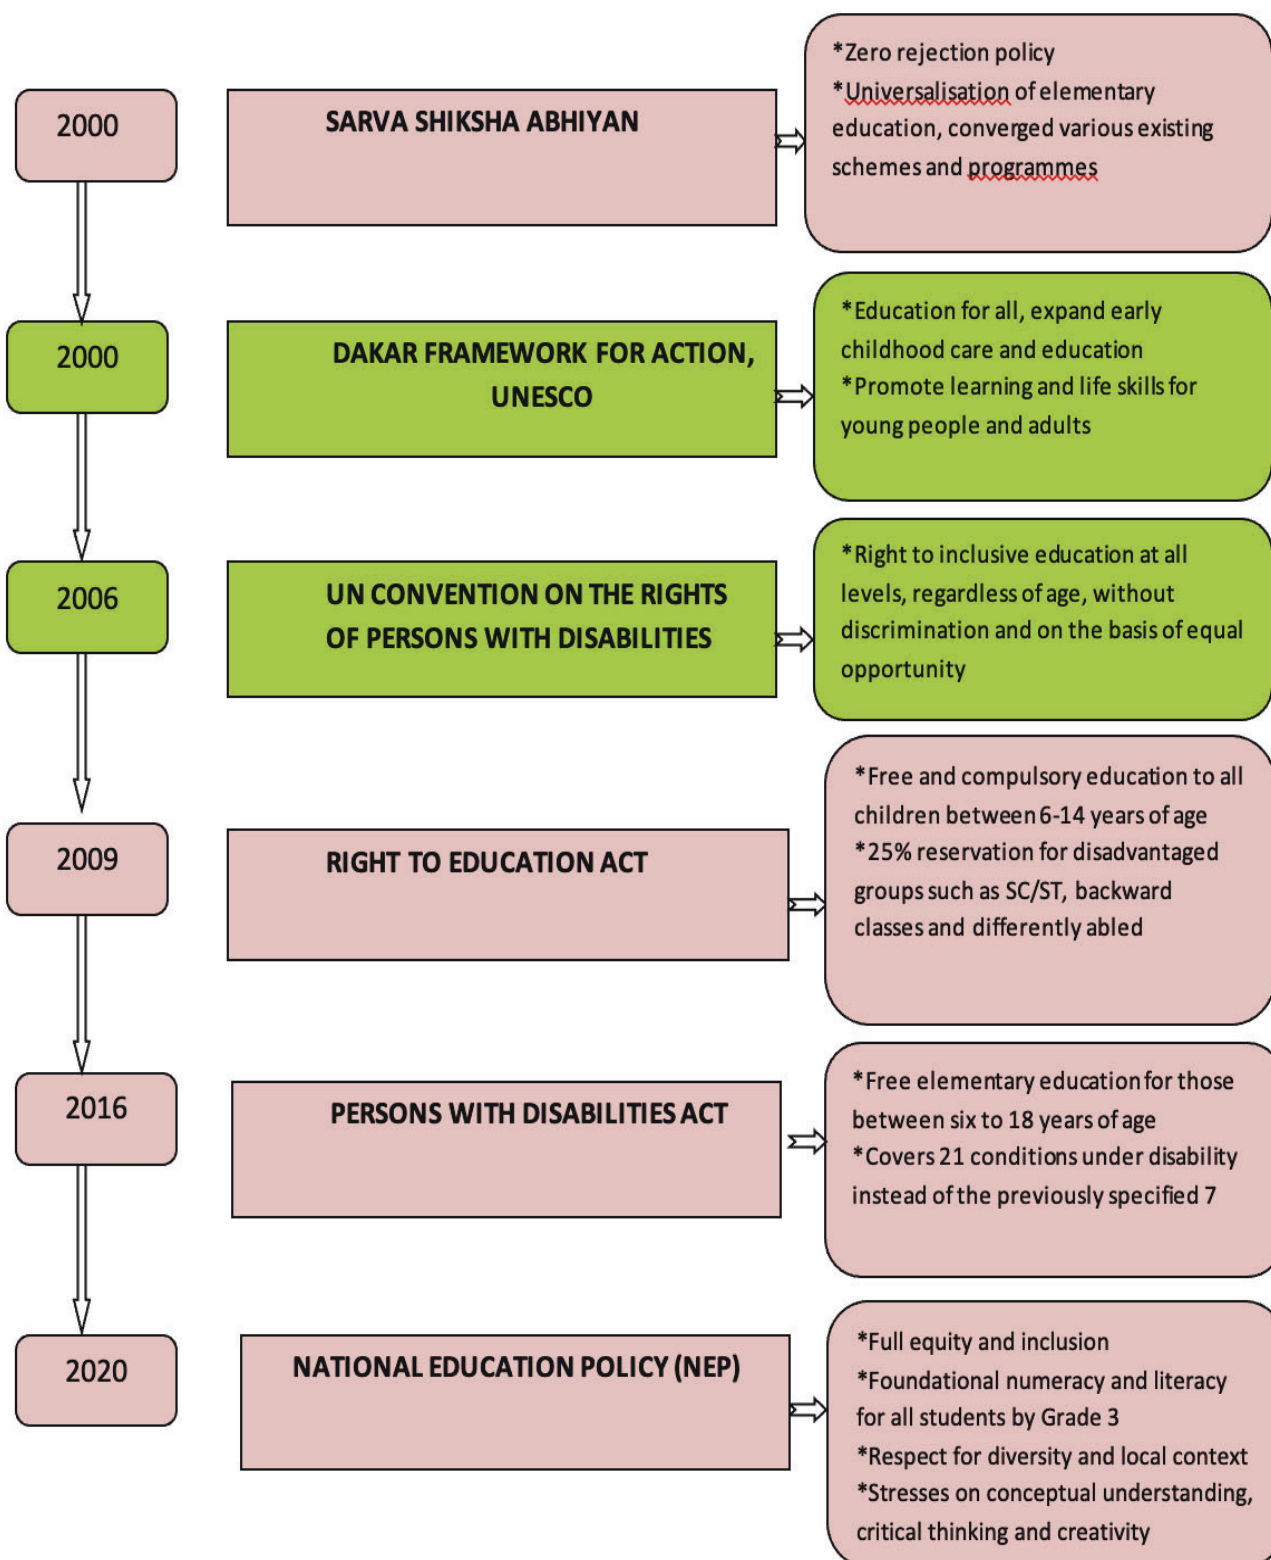 2000
SARVA SHIKSHA ABHIYAN
*Zero rejection policy
*Universalisation of elementary
education, converged various existing
schemes and programmes
2000
DAKAR FRAMEWORK FOR ACTION,
UNESCO
*Education for all, expand early
childhood care and education
*Promote learning and life skills for
young people and adults
2006
UN CONVENTION ON THE RIGHTS
OF PERSONS WITH DISABILITIES
*Right to inclusive education at all
levels, regardless of age, without
discrimination and on the basis of equal
opportunity
2009
RIGHT TO EDUCATION ACT
*Free and compulsory education to all
children between 6-14 years of age
*25% reservation for disadvantaged
groups such as SC/ST, backward
classes and differently abled
2016
PERSONS WITH DISABILITIES ACT
*Free elementary education for those
between six to 18 years of age
*Covers 21 conditions under disability
instead of the previously specified 7
2020
NATIONAL EDUCATION POLICY (NEP)
*Full equity and inclusion
*Foundational numeracy and literacy
for all students by Grade 3
*Respect for diversity and local context
*Stresses on conceptual understanding,
critical thinking and creativity